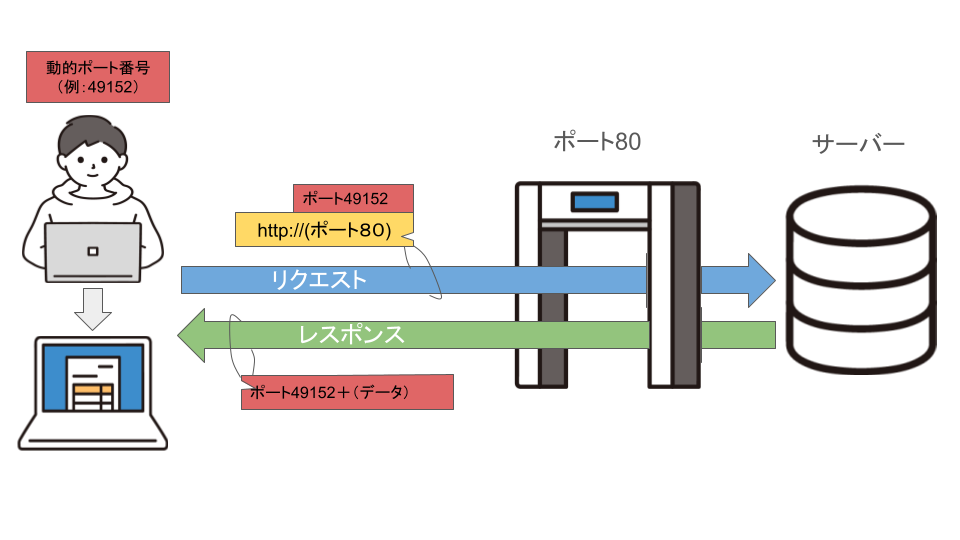 動的ポート番号
（例：49152）
ポート80
サーバー
ポート49152
http://(ポート８０)
リクエスト
レスポンス
ポート49152＋（データ）